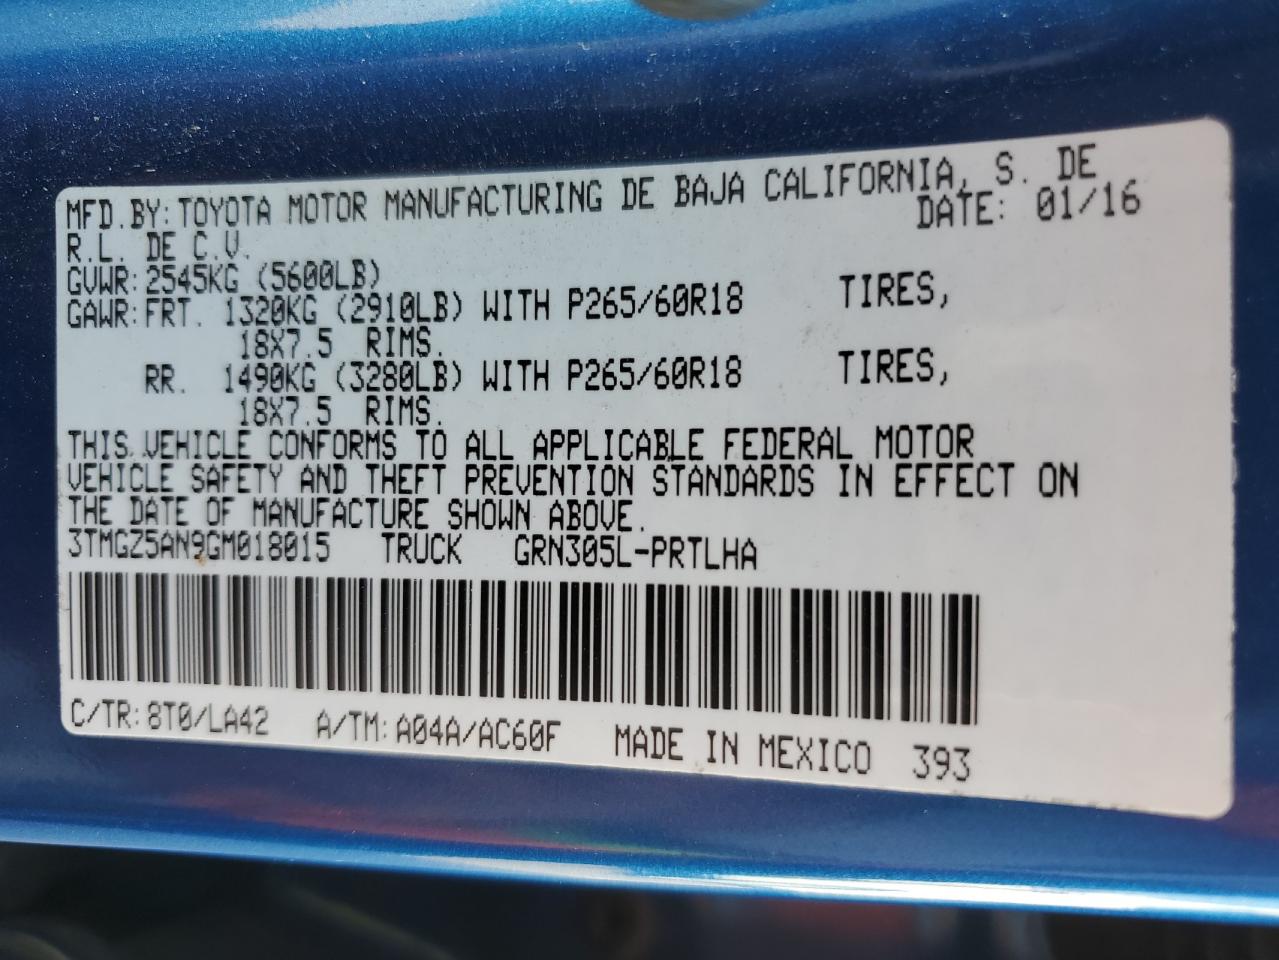 MFD.BY: TOYOTA MOTOR MANUFACTURING DE BAJA CALIFORNIA, S. DE
R.L. DE C.V. DATE: 01/16
GVWR: 2545KG (5600LB)
GAWR: FRT. 1320KG (2910LB) WITH P265/60R18 TIRES,
18X7.5 RIMS.
RR. 1490KG (3280LB) WITH P265/60R18 TIRES,
18X7.5 RIMS.
THIS VEHICLE CONFORMS TO ALL APPLICABLE FEDERAL MOTOR
VEHICLE SAFETY AND THEFT PREVENTION STANDARDS IN EFFECT ON
THE DATE OF MANUFACTURE SHOWN ABOVE.
3TMGZ5AN9GM018015 TRUCK GRN305L-PRTLHA
C/TR: 8T0/LA42 A/TM: A04A/AC60F MADE IN MEXICO 393